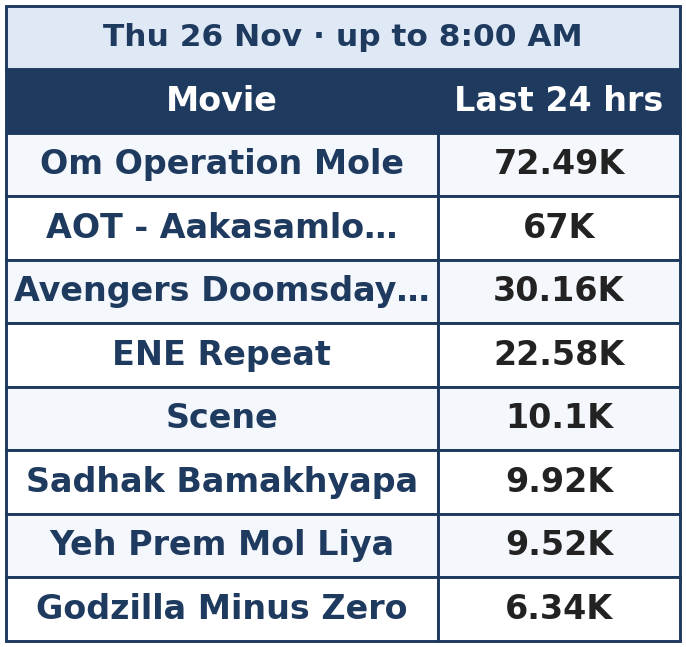 Thu 26 Nov · up to 8:00 AM
Movie Last 24 hrs
Om Operation Mole 72.49K
AOT - Aakasamlo... 67K
Avengers Doomsday... 30.16K
ENE Repeat 22.58K
Scene 10.1K
Sadhak Bamakhyapa 9.92K
Yeh Prem Mol Liya 9.52K
Godzilla Minus Zero 6.34K